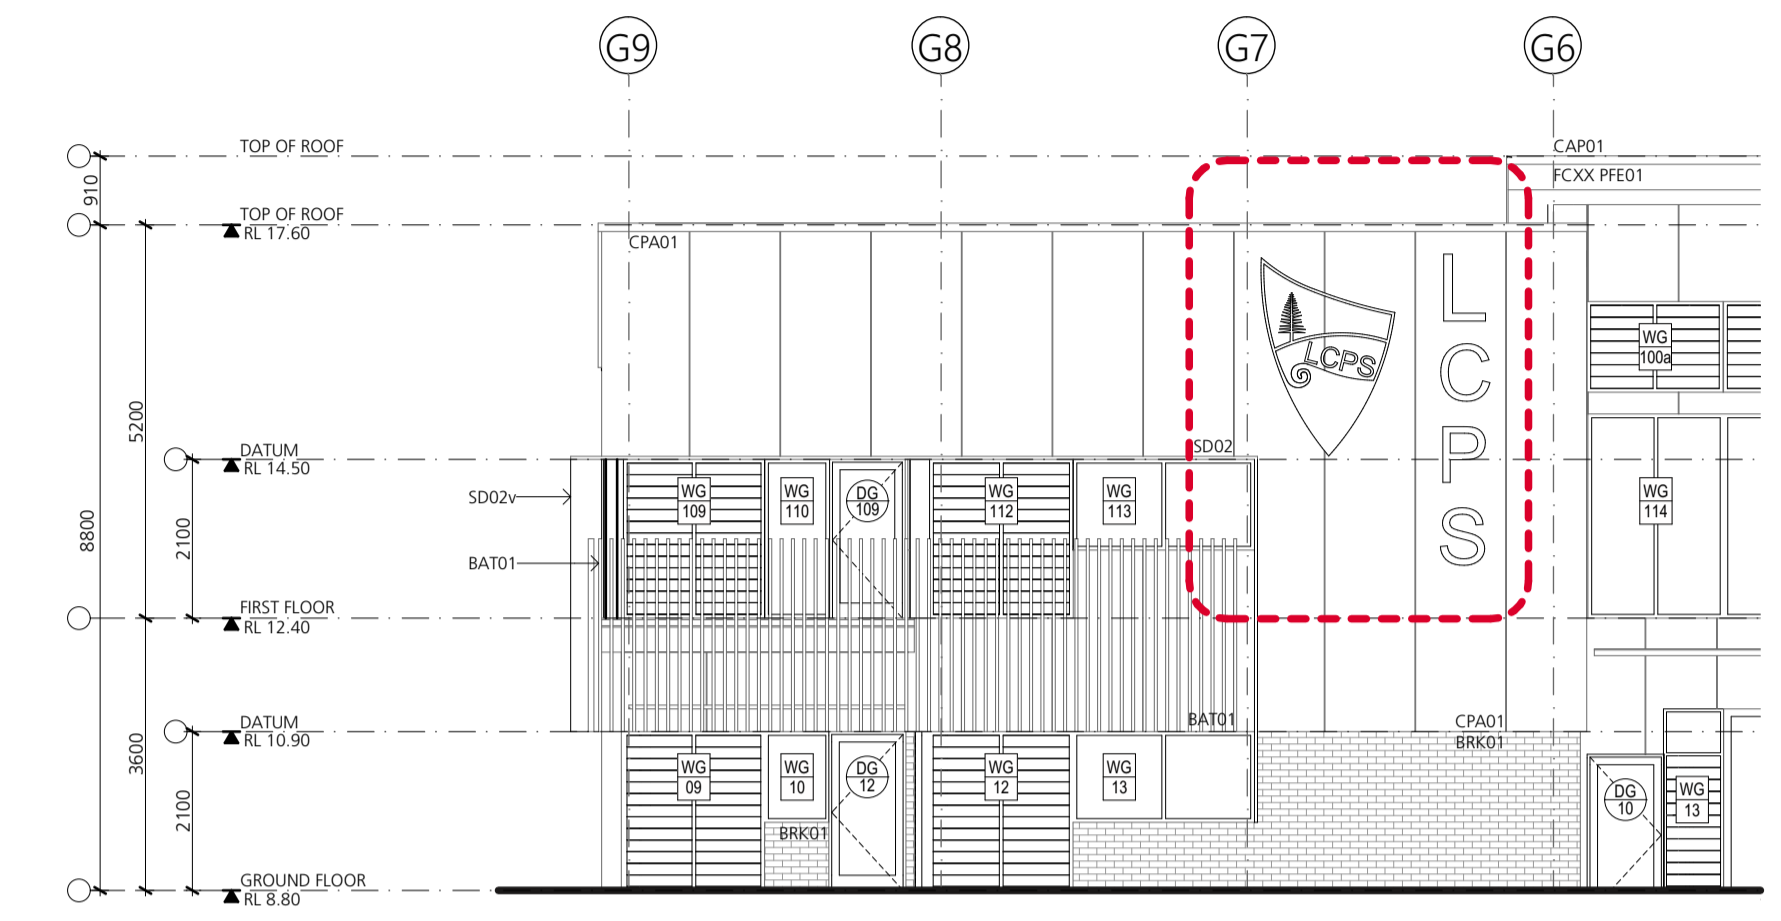 G9 G8 G7 G6
TOP OF ROOF
CAP01
910
FCXX PFE01
TOP OF ROOF
RL 17.60
CPA01
L
C
P
S
LCPS
WG
100a
5200
DATUM
RL 14.50
SD02
SD02v
WG
109
WG
110
DG
109
WG
112
WG
113
WG
114
8800
2100
BAT01
FIRST FLOOR
RL 12.40
DATUM
RL 10.90
BAT01
CPA01
BRK01
3600
WG
09
WG
10
DG
12
WG
12
WG
13
DG
10
WG
13
2100
BRK01
GROUND FLOOR
RL 8.80